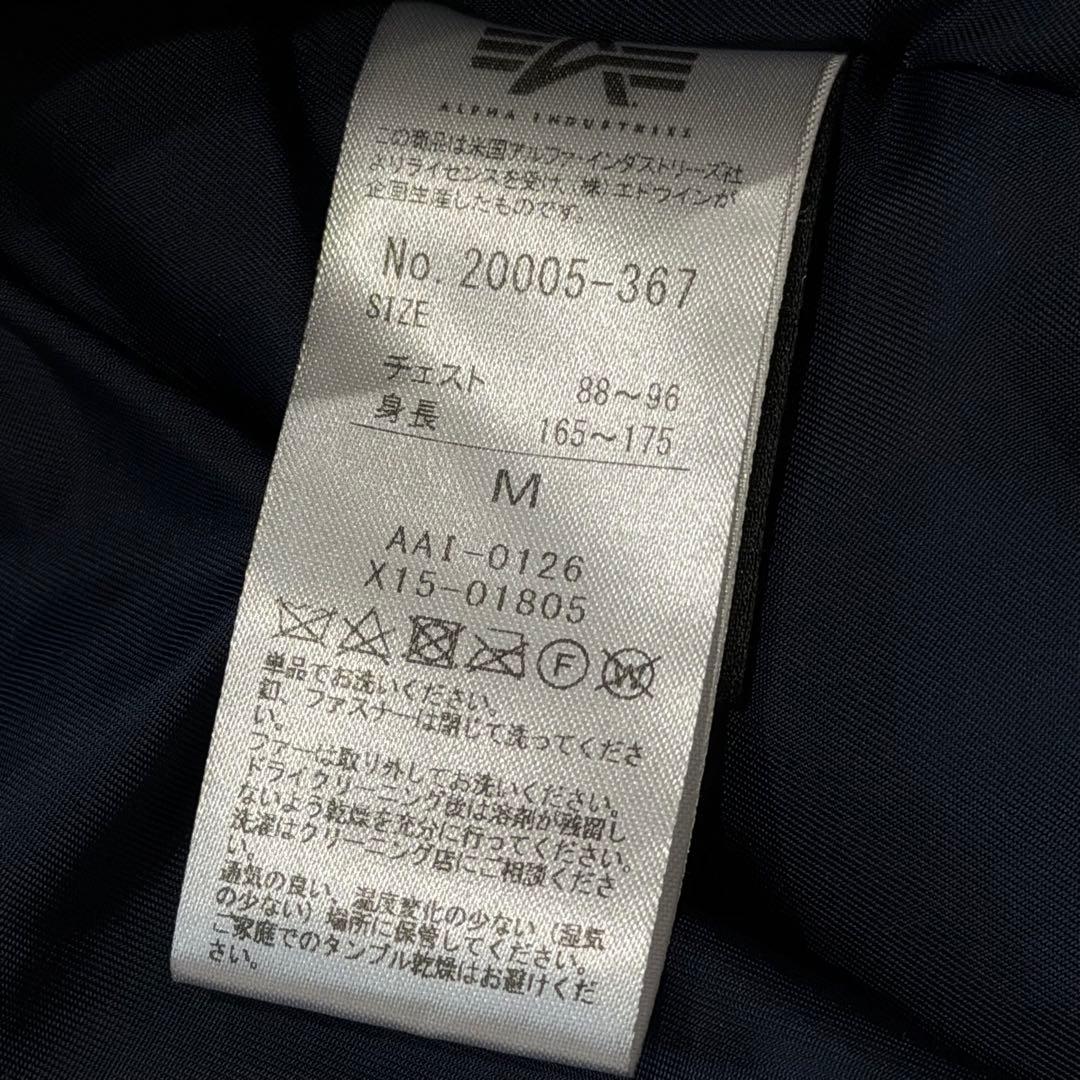 ALPHA INDUSTRIES
この商品は米国アルファ・インダストリーズ社
よりライセンスを受け、(株)エドウインが
企画生産したものです。
No. 20005-367
SIZE
チェスト 88〜96
身長 165〜175
M
AAI-0126
X15-01805
F W
単品でお洗いください。
釦、ファスナーは閉じて洗ってくださ
い。
ファーは取り外してお洗いください。
ドライクリーニング後は溶剤が残留し
ないよう乾燥を充分に行ってください。
洗濯はクリーニング店にご相談くださ
い。
通気の良い、温度変化の少ない(湿気
の少ない)場所に保管してください。
ご家庭でのタンブル乾燥はお避けくだ
さい。